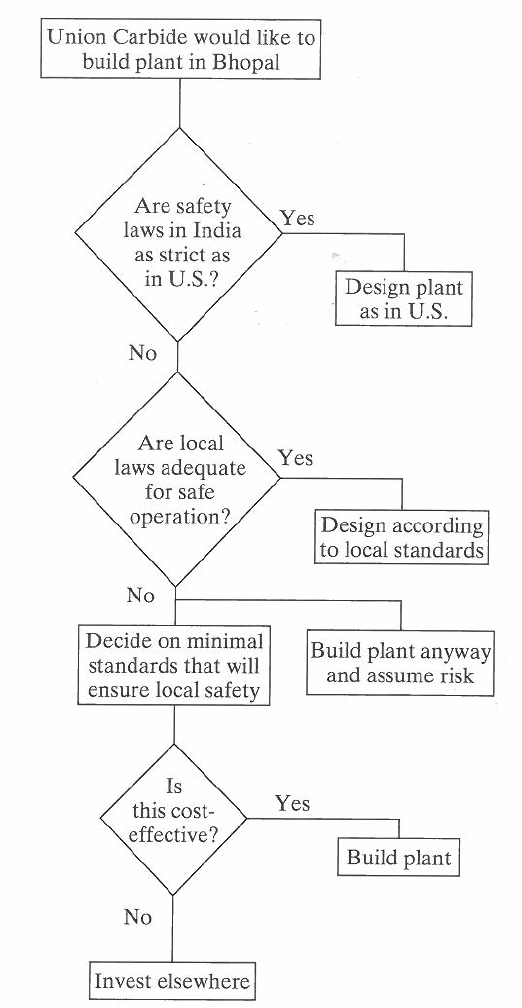 Union Carbide would like to
build plant in Bhopal
Are safety
laws in India
as strict as
in U.S.?
Yes
Design plant
as in U.S.
No
Are local
laws adequate
for safe
operation?
Yes
Design according
to local standards
No
Decide on minimal
standards that will
ensure local safety
Build plant anyway
and assume risk
Is
this cost-
effective?
Yes
Build plant
No
Invest elsewhere